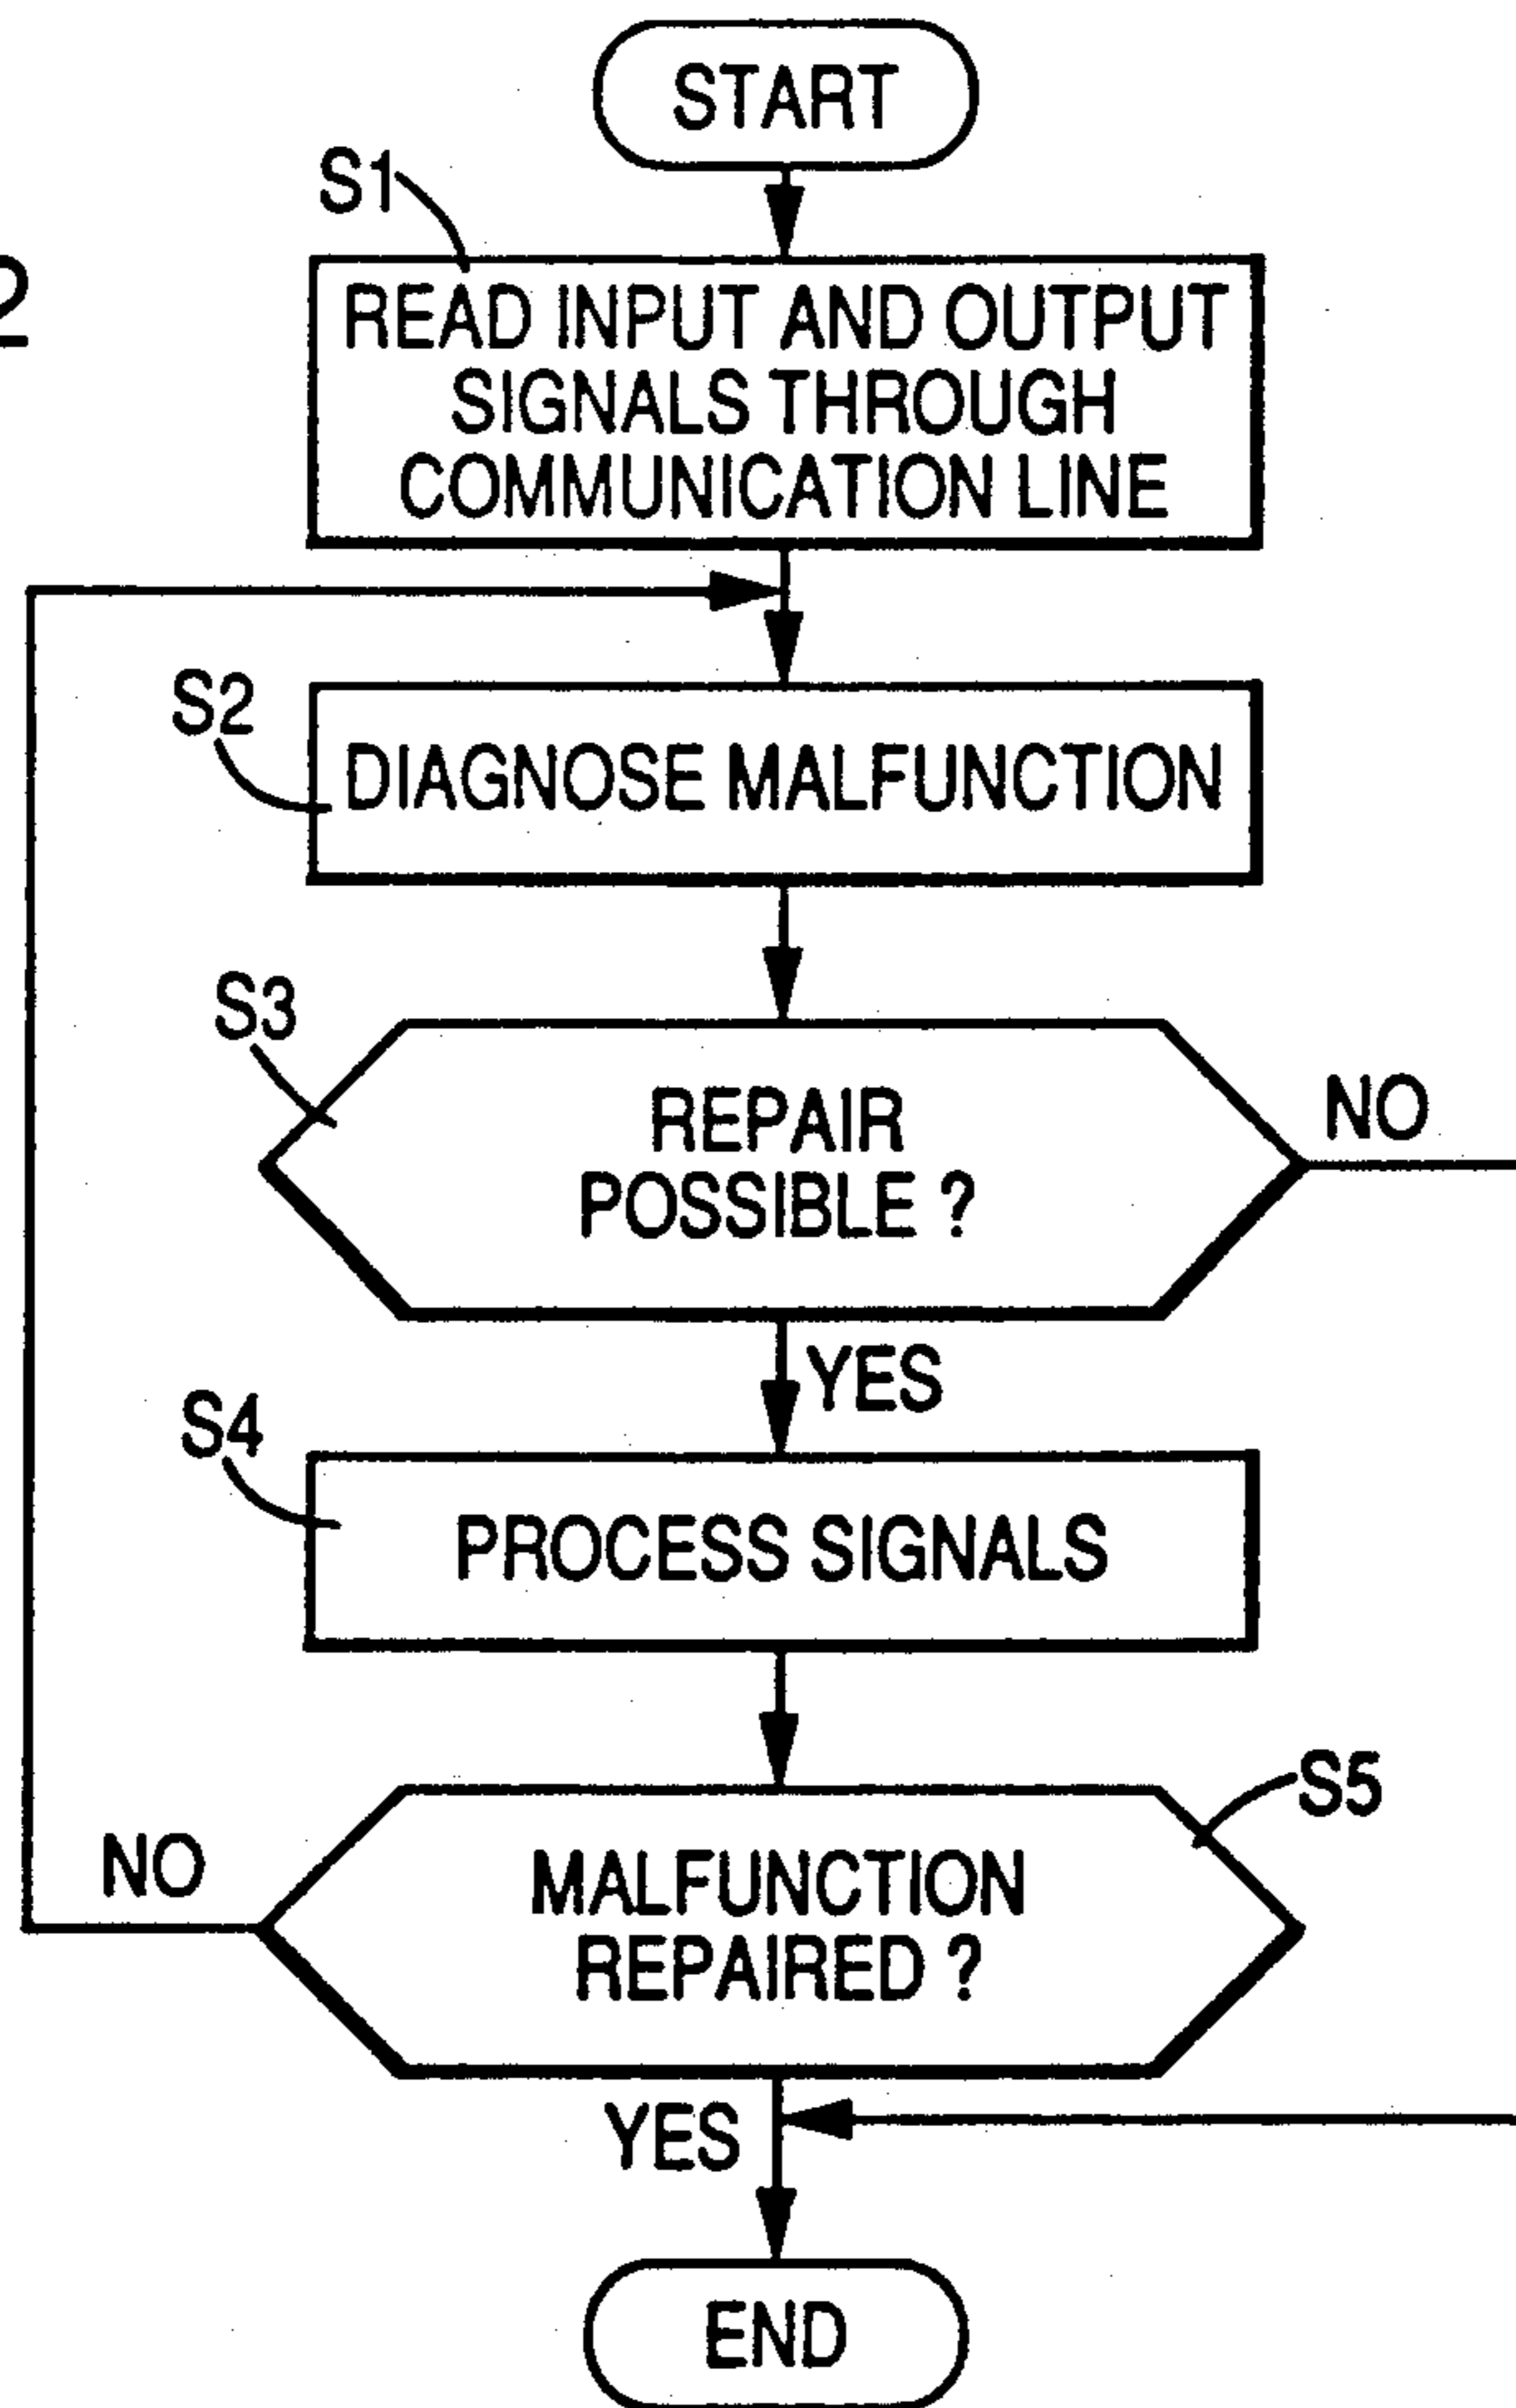 START
S1
2
READ INPUT AND OUTPUT
SIGNALS THROUGH
COMMUNICATION LINE
S2
DIAGNOSE MALFUNCTION
S3
REPAIR
POSSIBLE ?
NO
YES
S4
PROCESS SIGNALS
S5
NO
MALFUNCTION
REPAIRED ?
YES
END